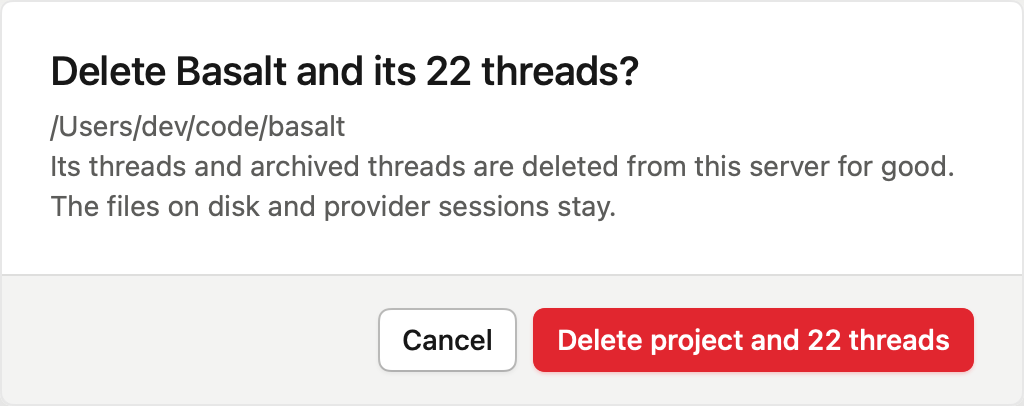 Delete Basalt and its 22 threads?
/Users/dev/code/basalt
Its threads and archived threads are deleted from this server for good.
The files on disk and provider sessions stay.
Cancel
Delete project and 22 threads